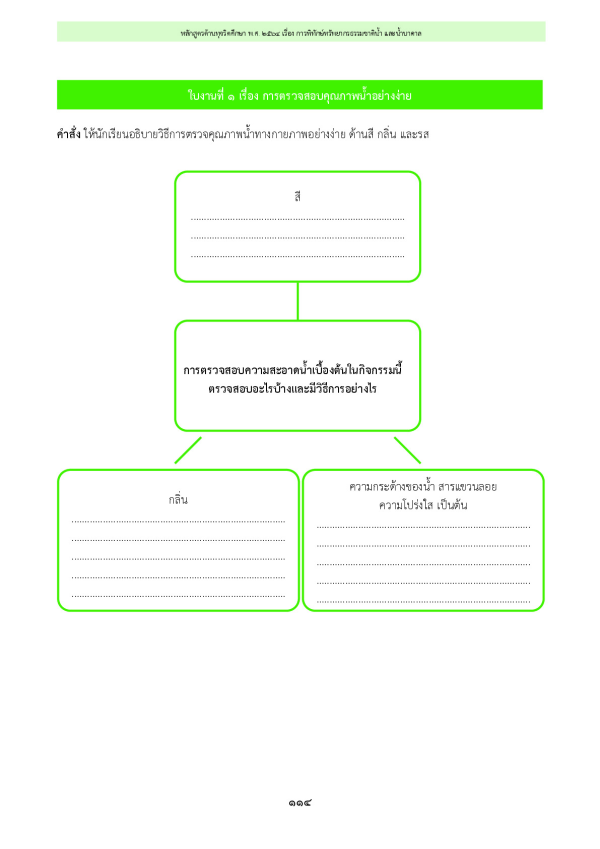 หลักสูตรต้านทุจริตศึกษา พ.ศ. ๒๕๖๔ เรื่อง การพิทักษ์ทรัพยากรธรรมชาติน้ำ และน้ำบาดาล
ใบงานที่ ๑ เรื่อง การตรวจสอบคุณภาพน้ำอย่างง่าย
คำสั่ง ให้นักเรียนอธิบายวิธีการตรวจคุณภาพน้ำทางกายภาพอย่างง่าย ด้านสี กลิ่น และรส
สี
การตรวจสอบความสะอาดน้ำเบื้องต้นในกิจกรรมนี้
ตรวจสอบอะไรบ้างและมีวิธีการอย่างไร
กลิ่น
ความกระด้างของน้ำ สารแขวนลอย
ความโปร่งใส เป็นต้น
๑๑๔